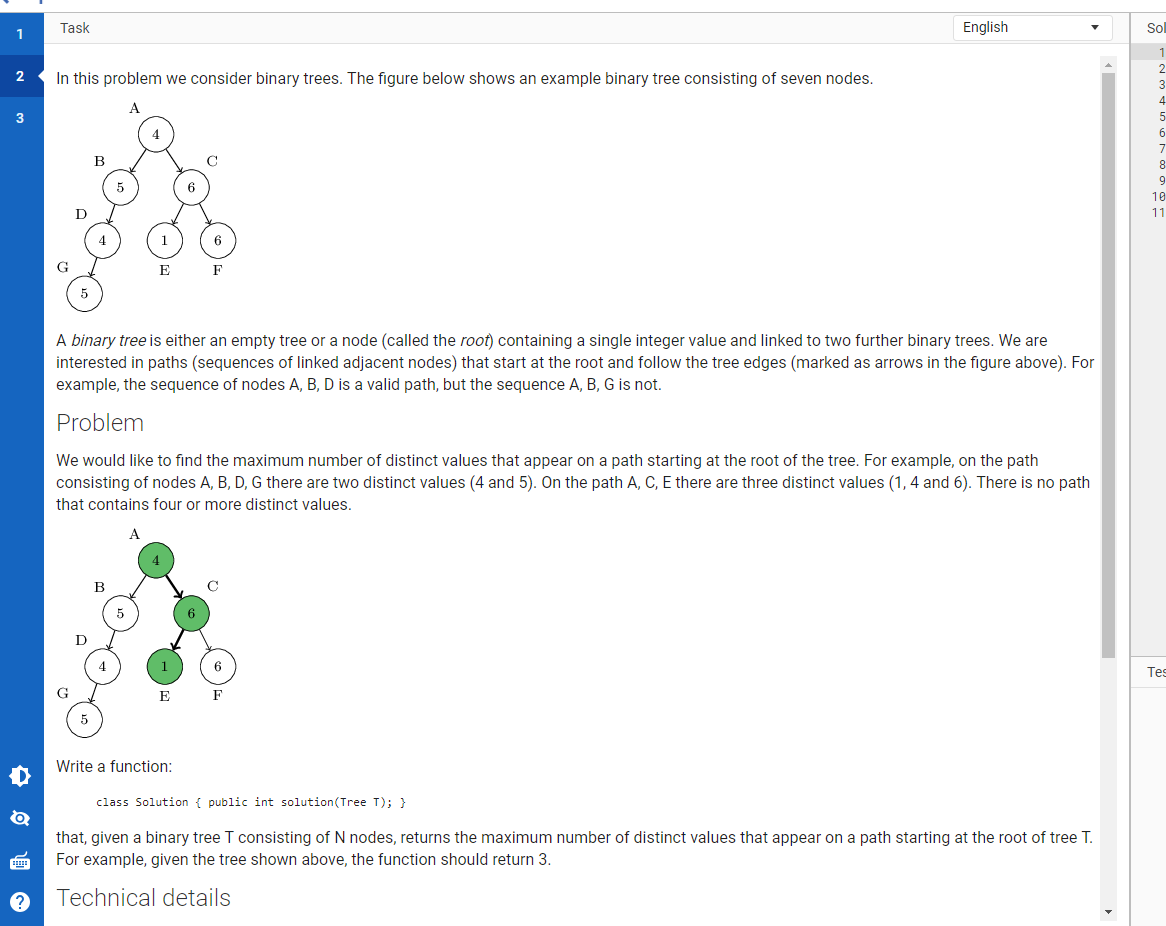 Task
English
Sol
1
2
3
In this problem we consider binary trees. The figure below shows an example binary tree consisting of seven nodes.
A
4
B
C
5
6
D
4
1
6
G
E
F
5
A binary tree is either an empty tree or a node (called the root) containing a single integer value and linked to two further binary trees. We are
interested in paths (sequences of linked adjacent nodes) that start at the root and follow the tree edges (marked as arrows in the figure above). For
example, the sequence of nodes A, B, D is a valid path, but the sequence A, B, G is not.
Problem
We would like to find the maximum number of distinct values that appear on a path starting at the root of the tree. For example, on the path
consisting of nodes A, B, D, G there are two distinct values (4 and 5). On the path A, C, E there are three distinct values (1, 4 and 6). There is no path
that contains four or more distinct values.
A
4
B
C
5
6
D
4
1
6
G
E
F
5
Write a function:
class Solution { public int solution(Tree T); }
that, given a binary tree T consisting of N nodes, returns the maximum number of distinct values that appear on a path starting at the root of tree T.
For example, given the tree shown above, the function should return 3.
Technical details
1
2
3
4
5
6
7
8
9
10
11
Tes